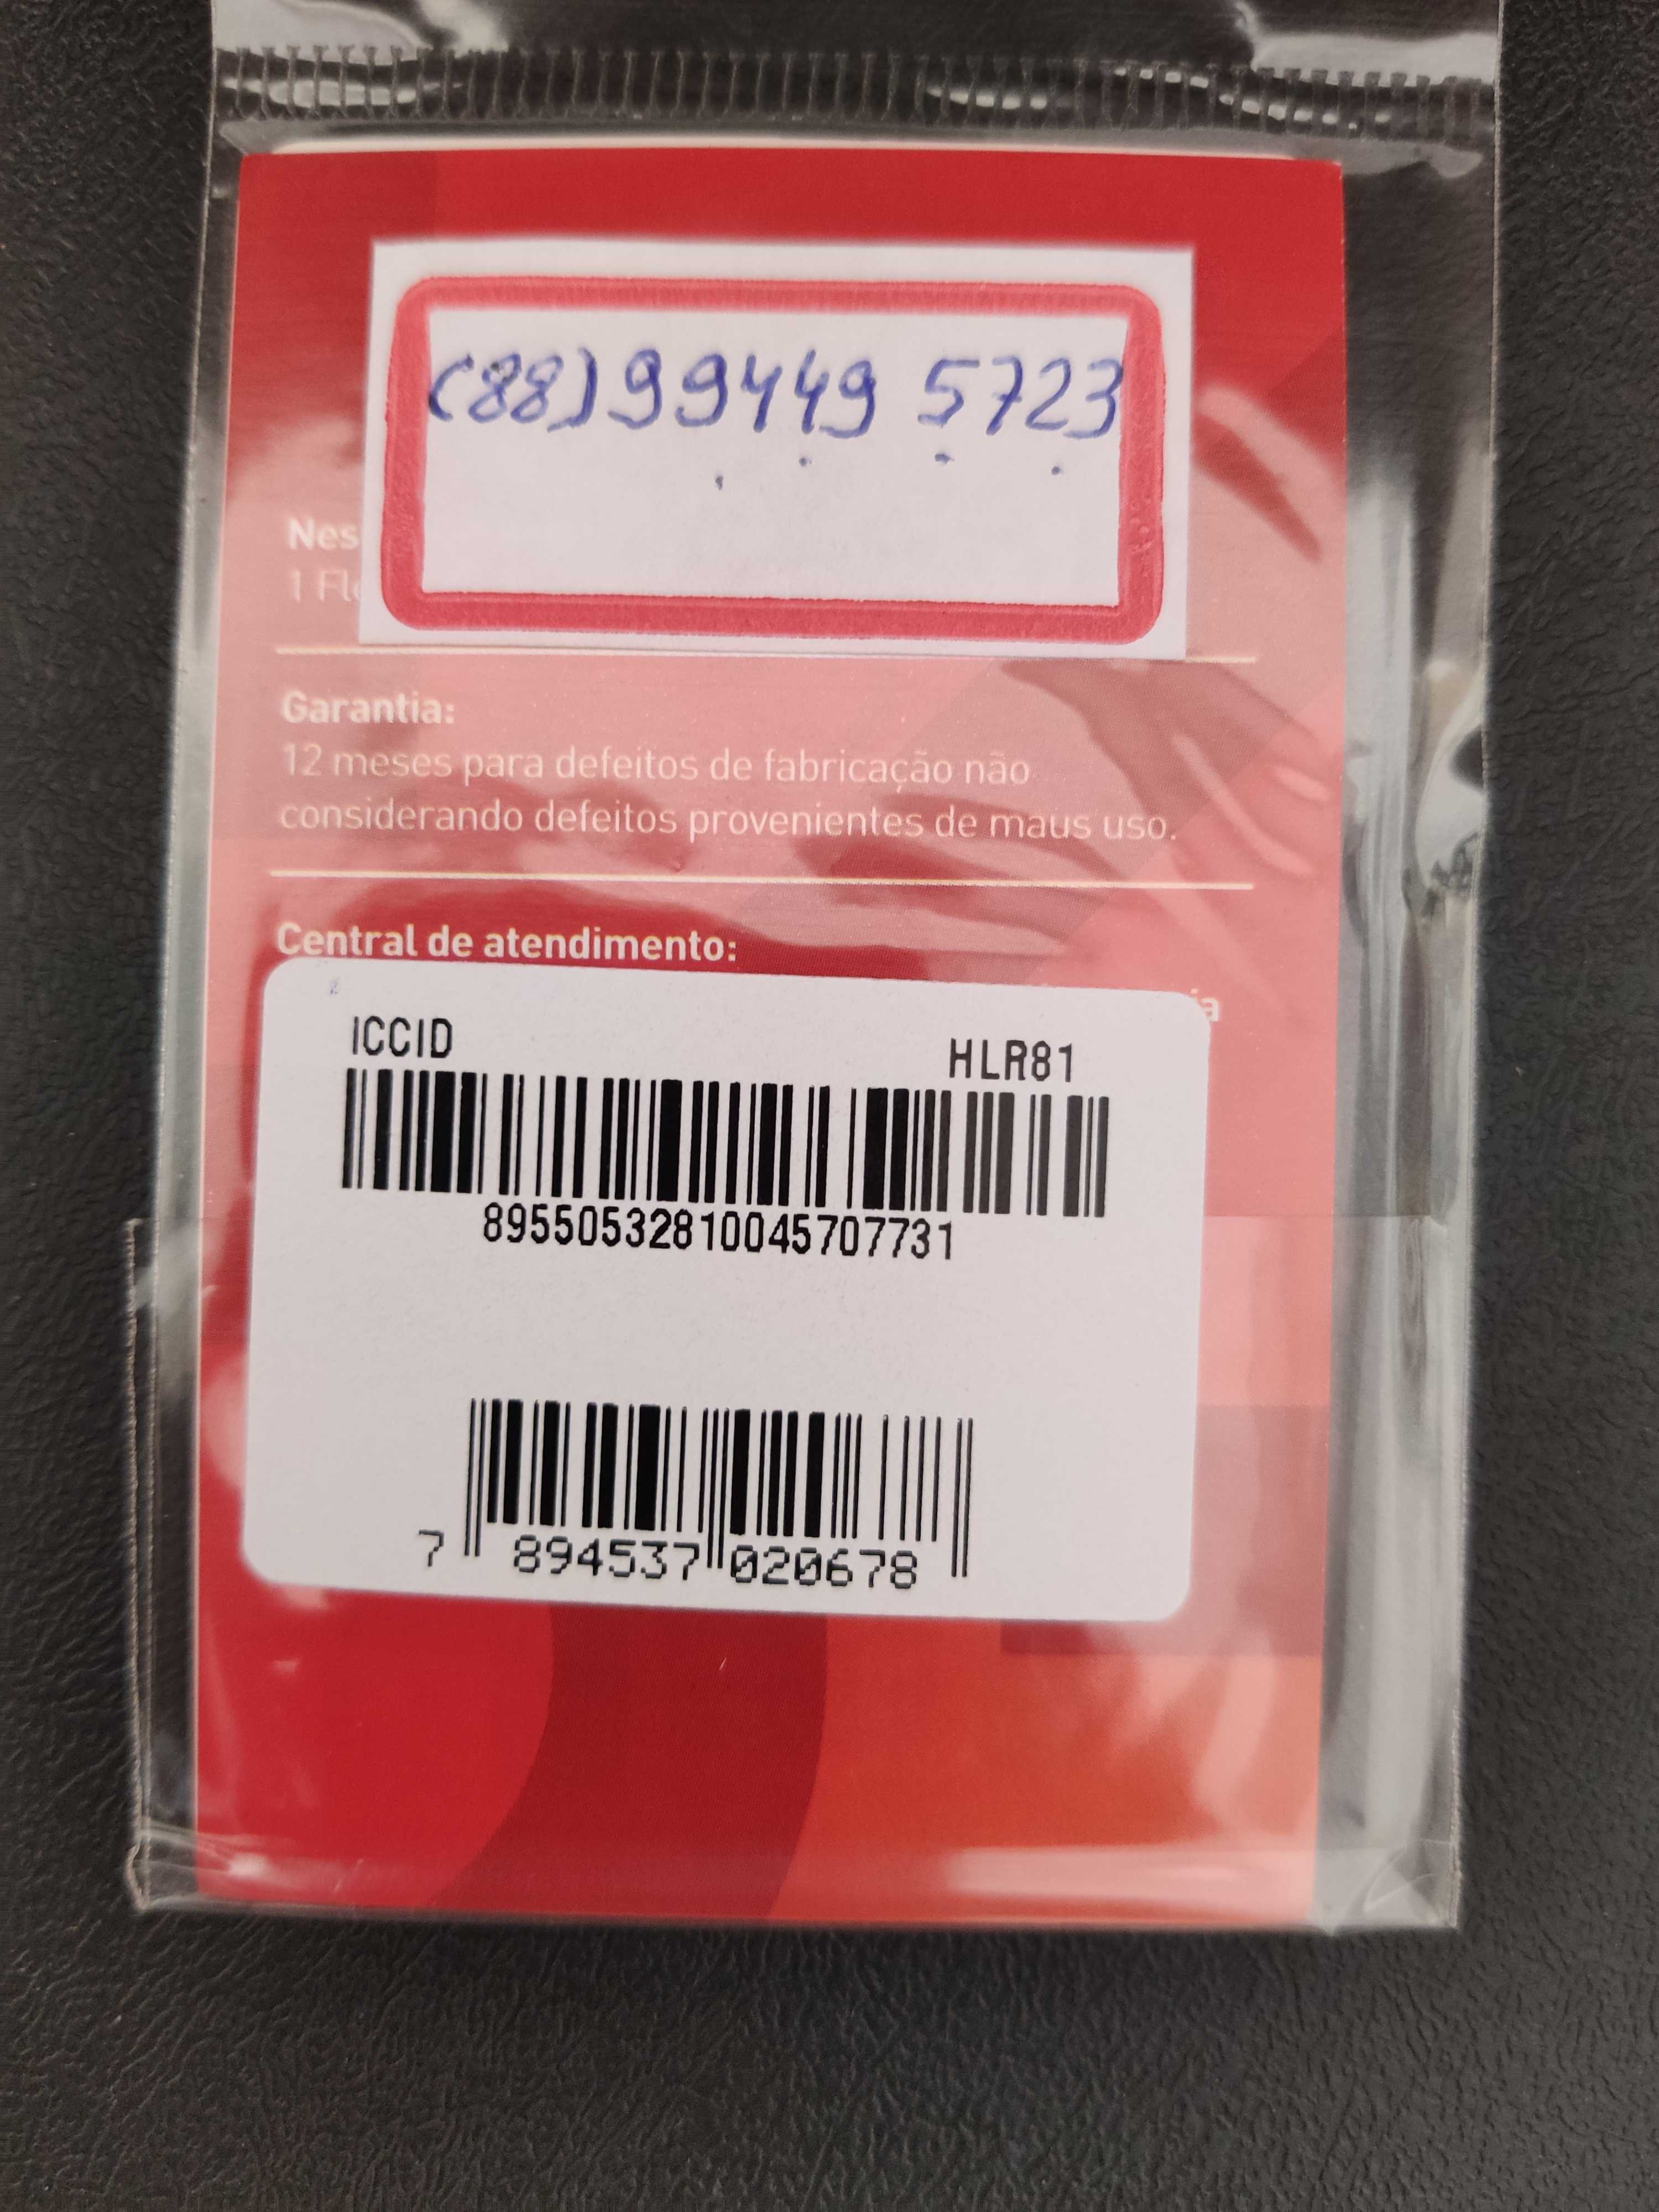 (88) 99449 5723
Garantia:
12 meses para defeitos de fabricação não
considerando defeitos provenientes de maus uso.
Central de atendimento:
ICCID
HLR81
89550532810045707731
7 894537 020678